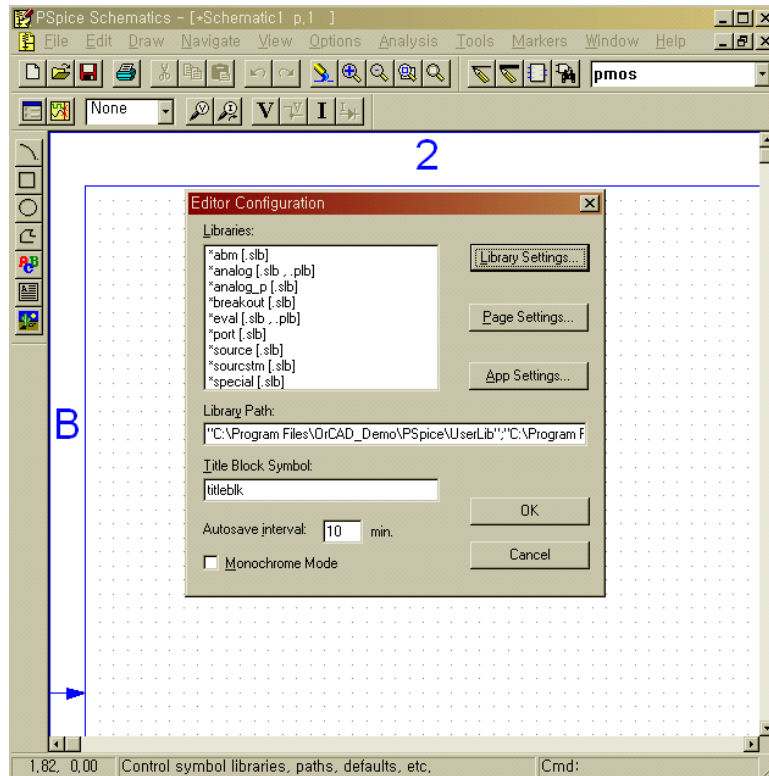 PSpice Schematics - [*Schematic1 p.1 ]
File Edit Draw Navigate View Options Analysis Tools Markers Window Help
pmos
None
V I
2
Editor Configuration
Libraries:
*abm [.slb]
*analog [.slb , .plb]
*analog_p [.slb]
*breakout [.slb]
*eval [.slb , .plb]
*port [.slb]
*source [.slb]
*sourcstm [.slb]
*special [.slb]
Library Settings...
Page Settings...
App Settings...
Library Path:
"C:\Program Files\OrCAD_Demo\PSpice\UserLib";"C:\Program F
Title Block Symbol:
titleblk
Autosave interval: 10 min.
Monochrome Mode
OK
Cancel
B
1.82, 0.00 Control symbol libraries, paths, defaults, etc. Cmd: